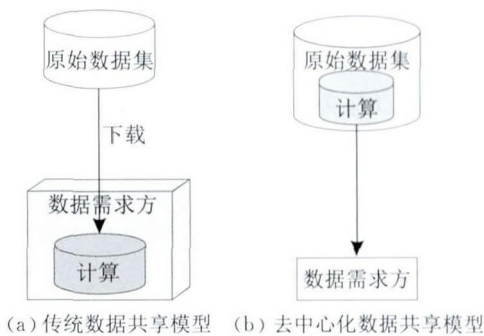 原始数据集
下载
数据需求方
计算
(a)传统数据共享模型
原始数据集
计算
数据需求方
(b)去中心化数据共享模型